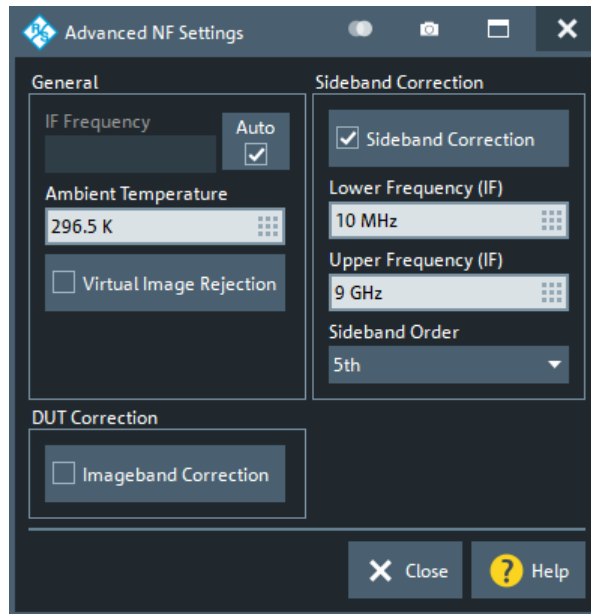 R&S Advanced NF Settings
General
IF Frequency
Auto
Ambient Temperature
296.5 K
Virtual Image Rejection
Sideband Correction
Sideband Correction
Lower Frequency (IF)
10 MHz
Upper Frequency (IF)
9 GHz
Sideband Order
5th
DUT Correction
Imageband Correction
Close
? Help